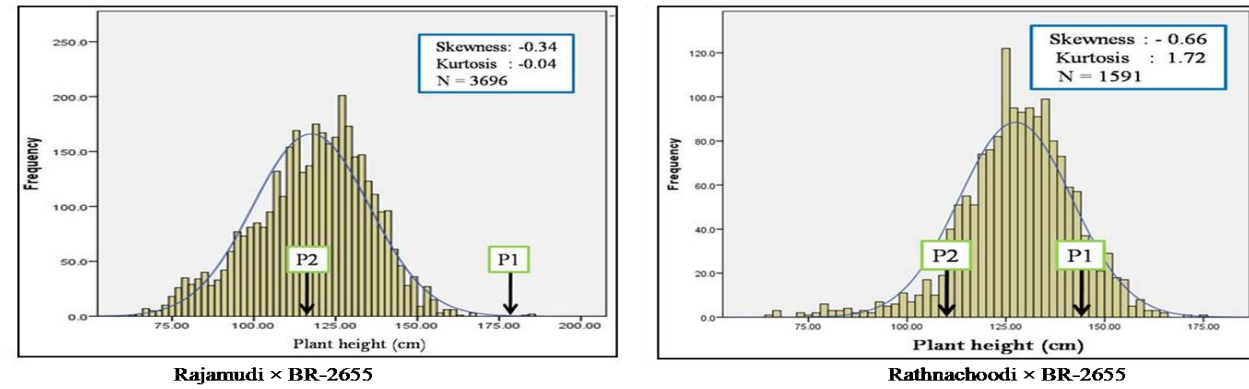 250.0
200.0
150.0
100.0
50.0
0.0
Frequency
Skewness: -0.34
Kurtosis : -0.04
N = 3696
P2
P1
75.00 100.00 125.00 150.00 175.00 200.00
Plant height (cm)
Rajamudi × BR-2655
120.0
100.0
80.0
60.0
40.0
20.0
.0
Frequency
Skewness : - 0.66
Kurtosis : 1.72
N = 1591
P2
P1
75.00 100.00 125.00 150.00 175.00
Plant height (cm)
Rathnachoodi × BR-2655